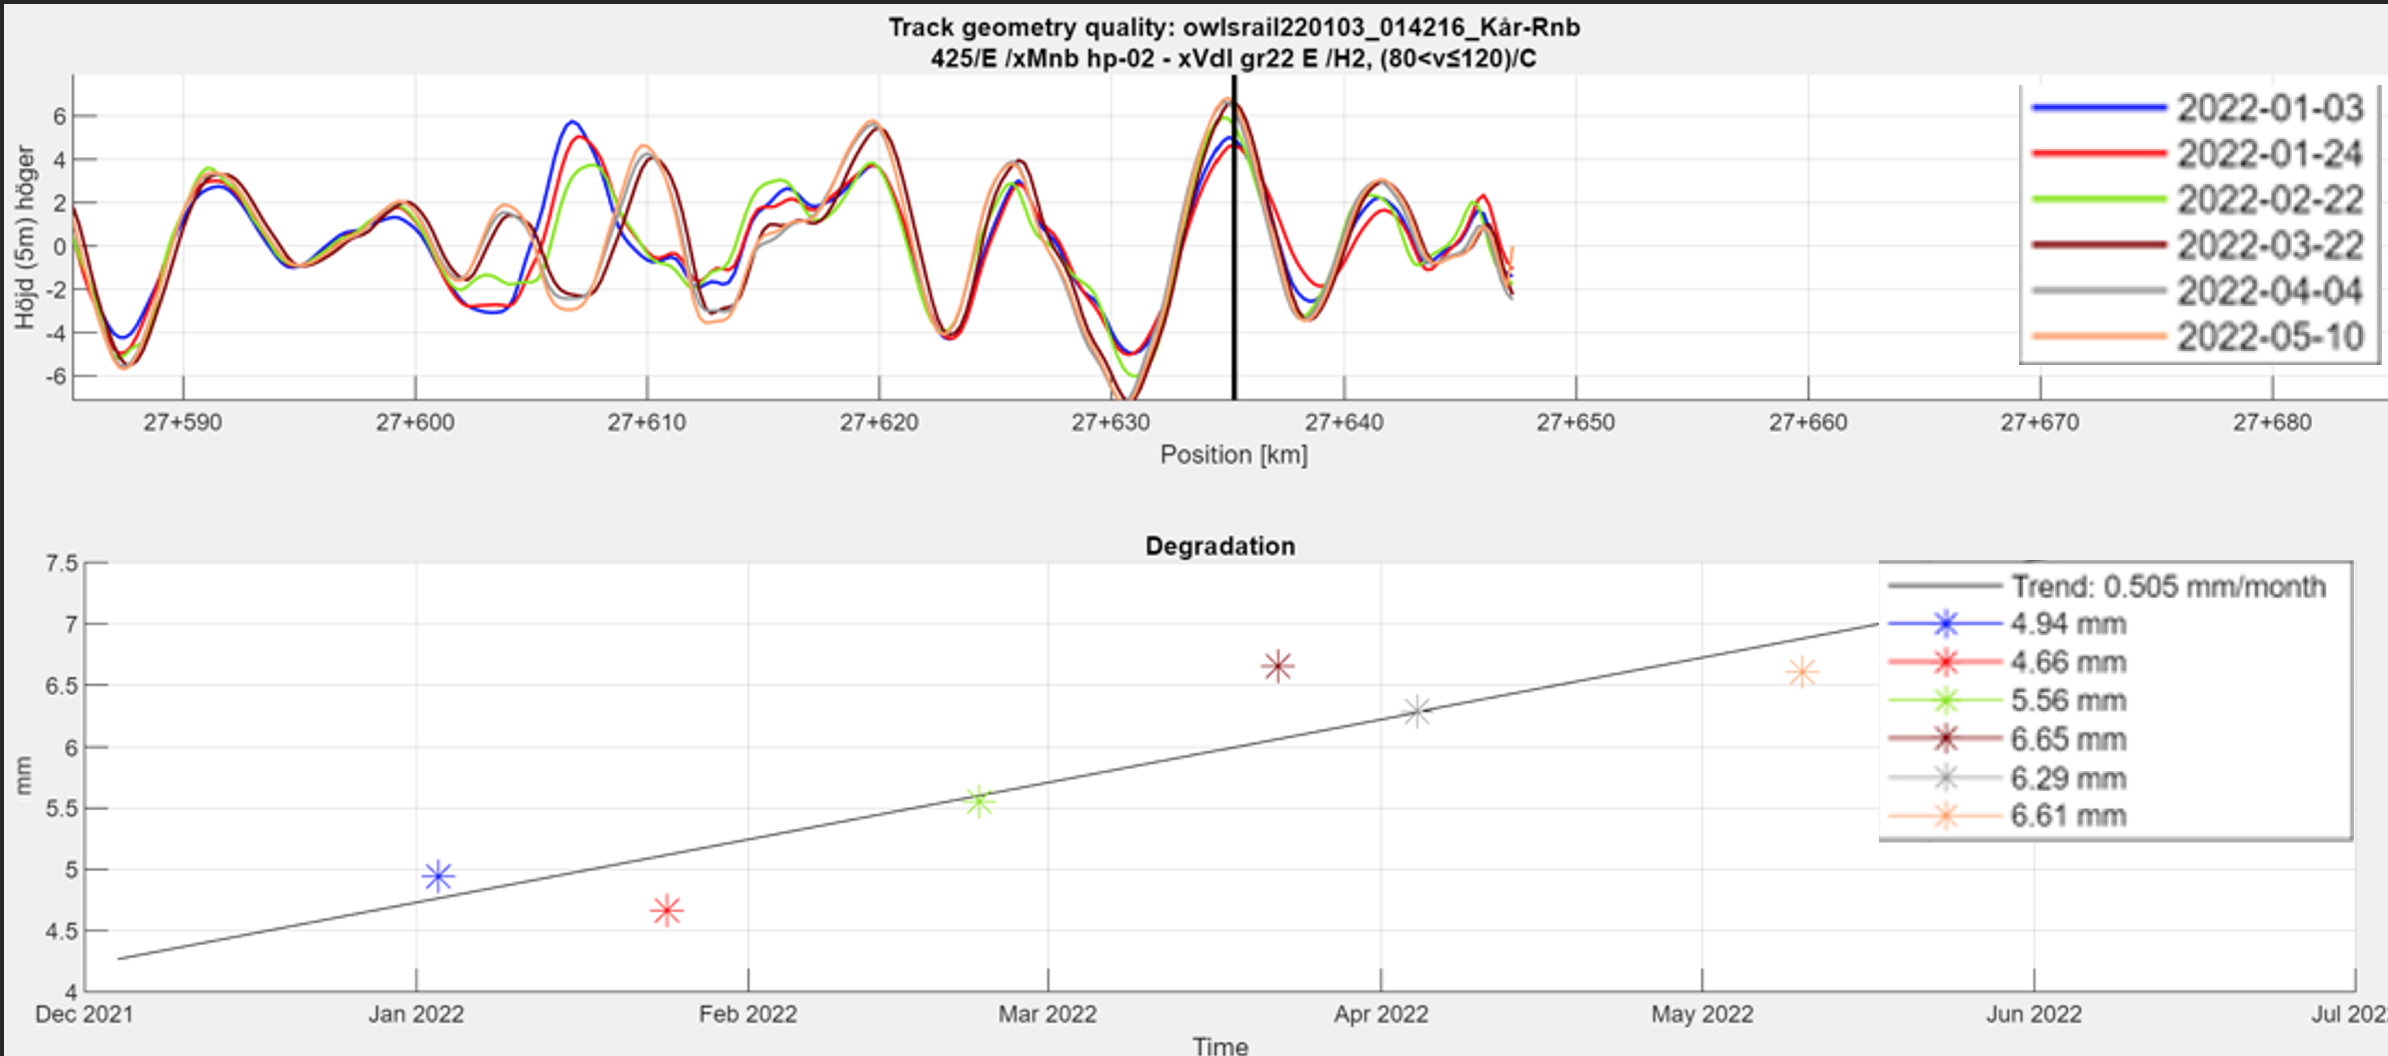 Track geometry quality: owlsrail220103_014216_Kår-Rnb
425/E /xMnb hp-02 - xVdl gr22 E /H2, (80<v≤120)/C
Höjd (5m) höger
6
4
2
0
-2
-4
-6
27+590 27+600 27+610 27+620 27+630 27+640 27+650 27+660 27+670 27+680
Position [km]
2022-01-03
2022-01-24
2022-02-22
2022-03-22
2022-04-04
2022-05-10
Degradation
mm
7.5
7
6.5
6
5.5
5
4.5
4
Dec 2021 Jan 2022 Feb 2022 Mar 2022 Apr 2022 May 2022 Jun 2022 Jul 202
Time
Trend: 0.505 mm/month
4.94 mm
4.66 mm
5.56 mm
6.65 mm
6.29 mm
6.61 mm